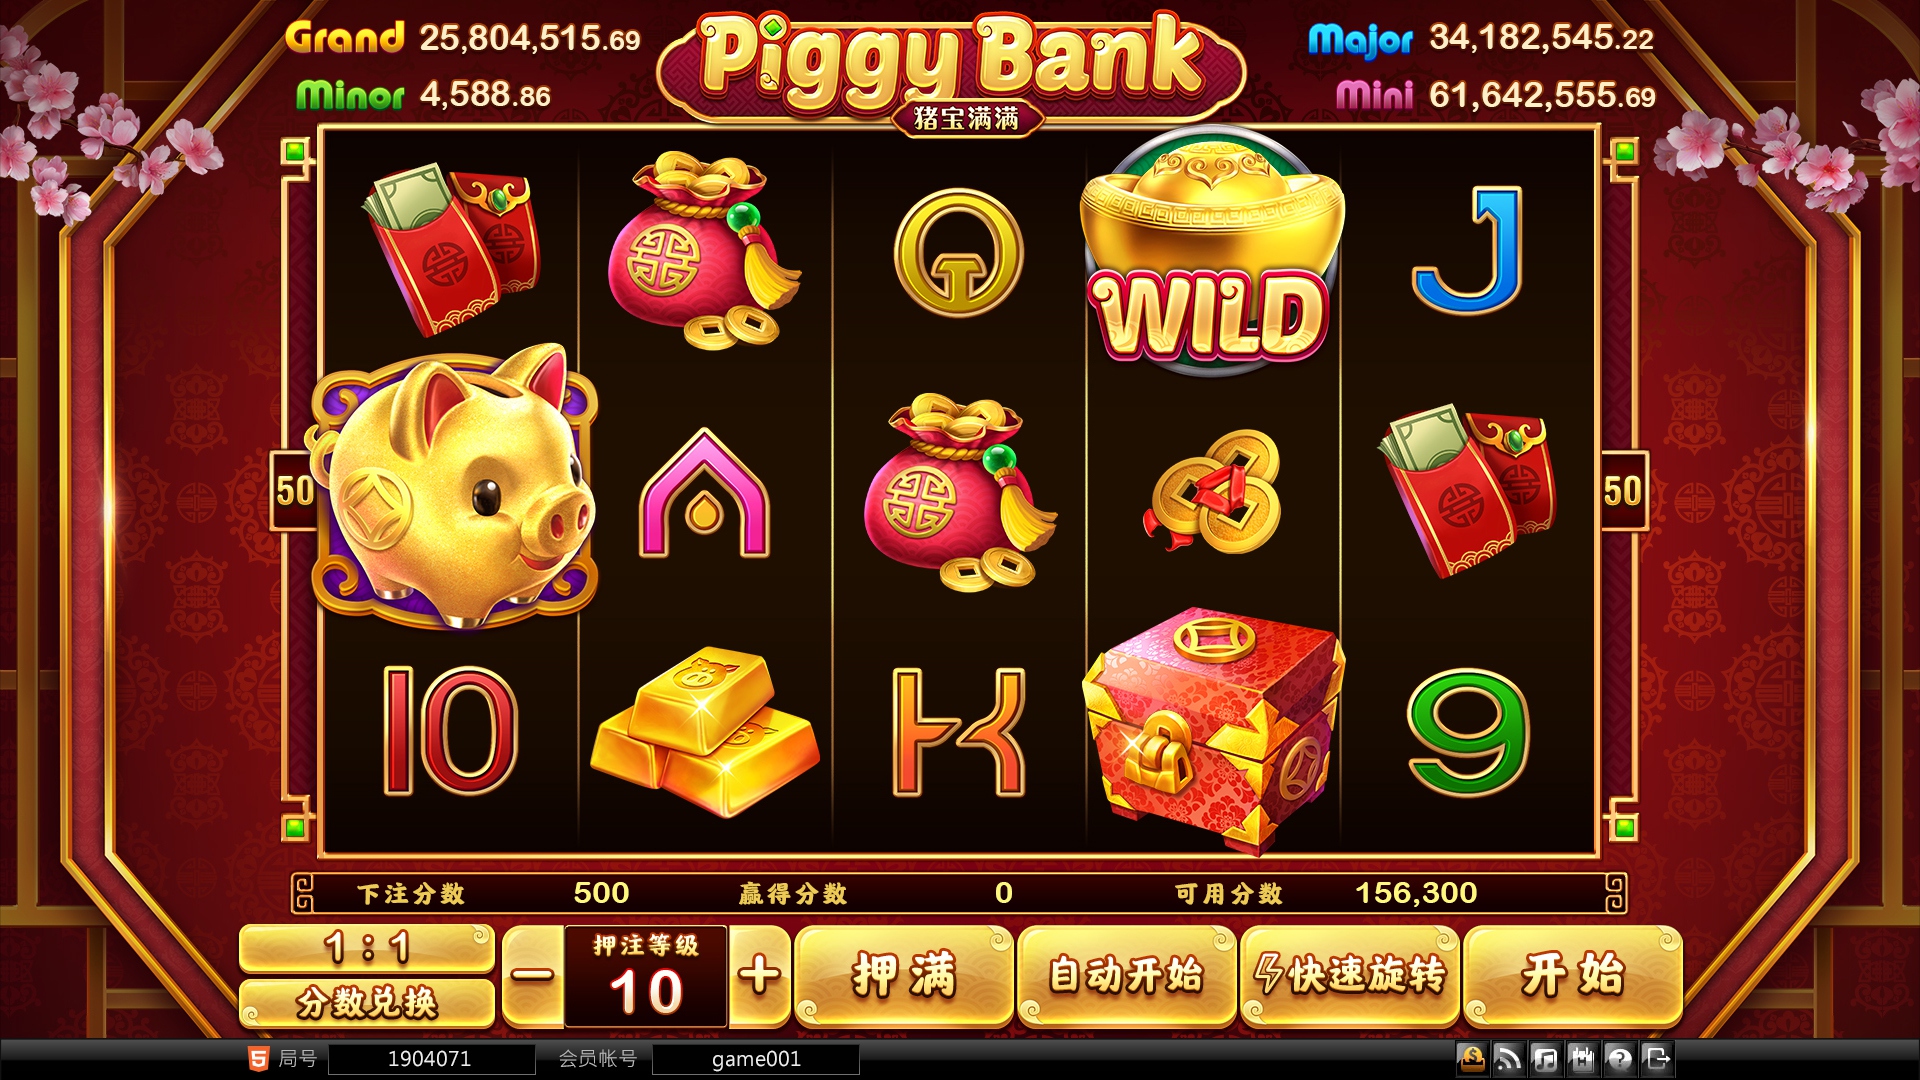 Grand 25,804,515.69
Piggy Bank
Major 34,182,545.22
Minor 4,588.86
猪宝满满
Mini 61,642,555.69
Q
WILD
J
50
A
50
10
K
9
下注分数 500 赢得分数 0 可用分数 156,300
1:1
分数兑换
押注等级
10
押满
自动开始
快速旋转
开始
5 局号 1904071 会员帐号 game001